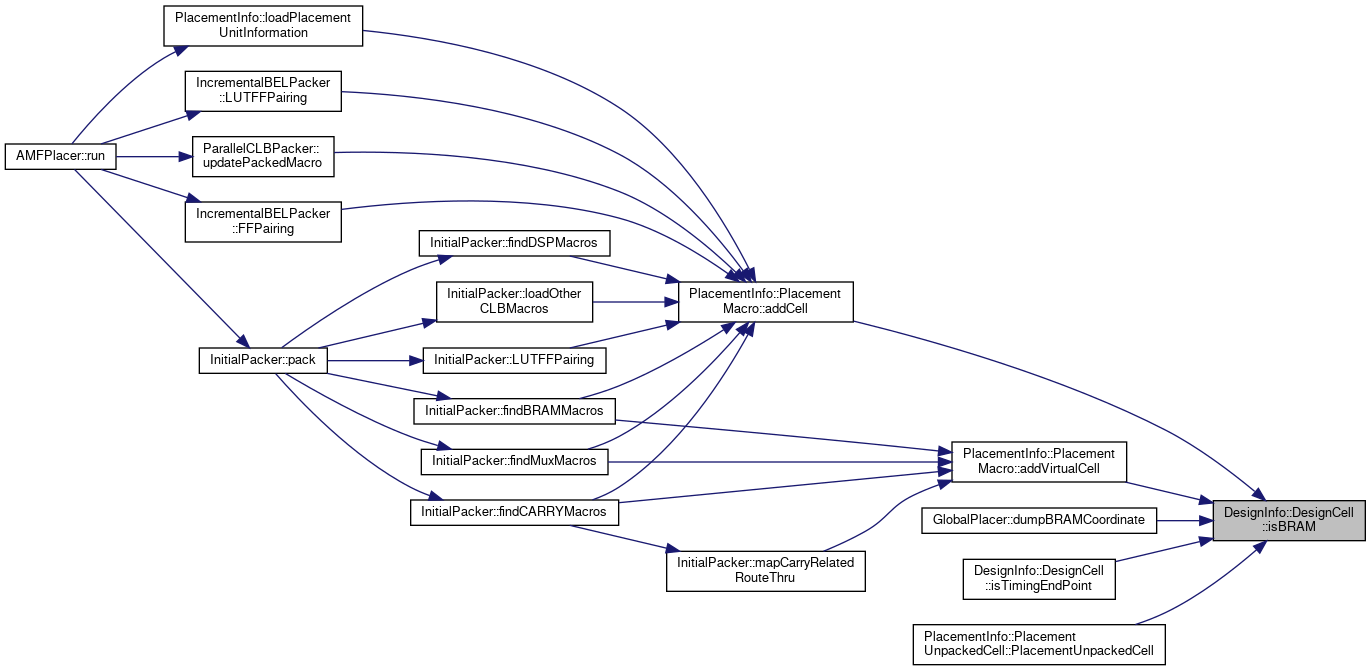 PlacementInfo::loadPlacement
UnitInformation
IncrementalBELPacker
::LUTFFPairing
AMFPlacer::run
ParallelCLBPacker::
updatePackedMacro
IncrementalBELPacker
::FFPairing
InitialPacker::findDSPMacros
InitialPacker::loadOther
CLBMacros
PlacementInfo::Placement
Macro::addCell
InitialPacker::pack
InitialPacker::LUTFFPairing
InitialPacker::findBRAMMacros
InitialPacker::findMuxMacros
PlacementInfo::Placement
Macro::addVirtualCell
InitialPacker::findCARRYMacros
GlobalPlacer::dumpBRAMCoordinate
DesignInfo::DesignCell
::isBRAM
InitialPacker::mapCarryRelated
RouteThru
DesignInfo::DesignCell
::isTimingEndPoint
PlacementInfo::Placement
UnpackedCell::PlacementUnpackedCell